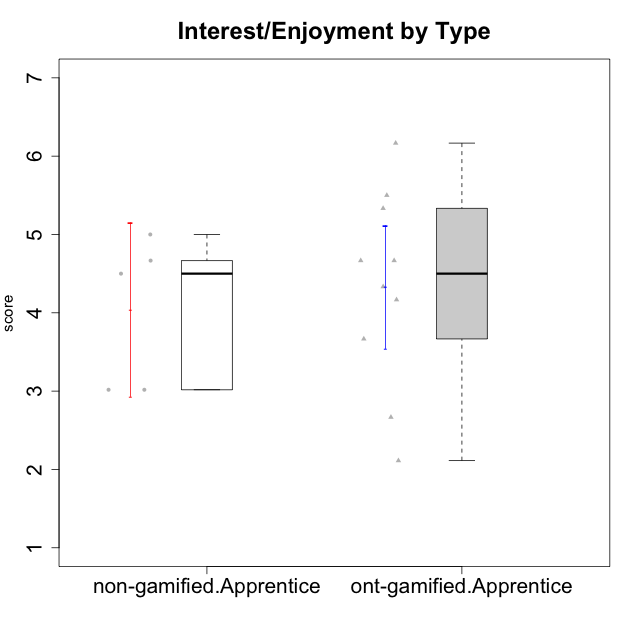 Interest/Enjoyment by Type
7
6
5
4
3
2
1
score
non-gamified.Apprentice
ont-gamified.Apprentice